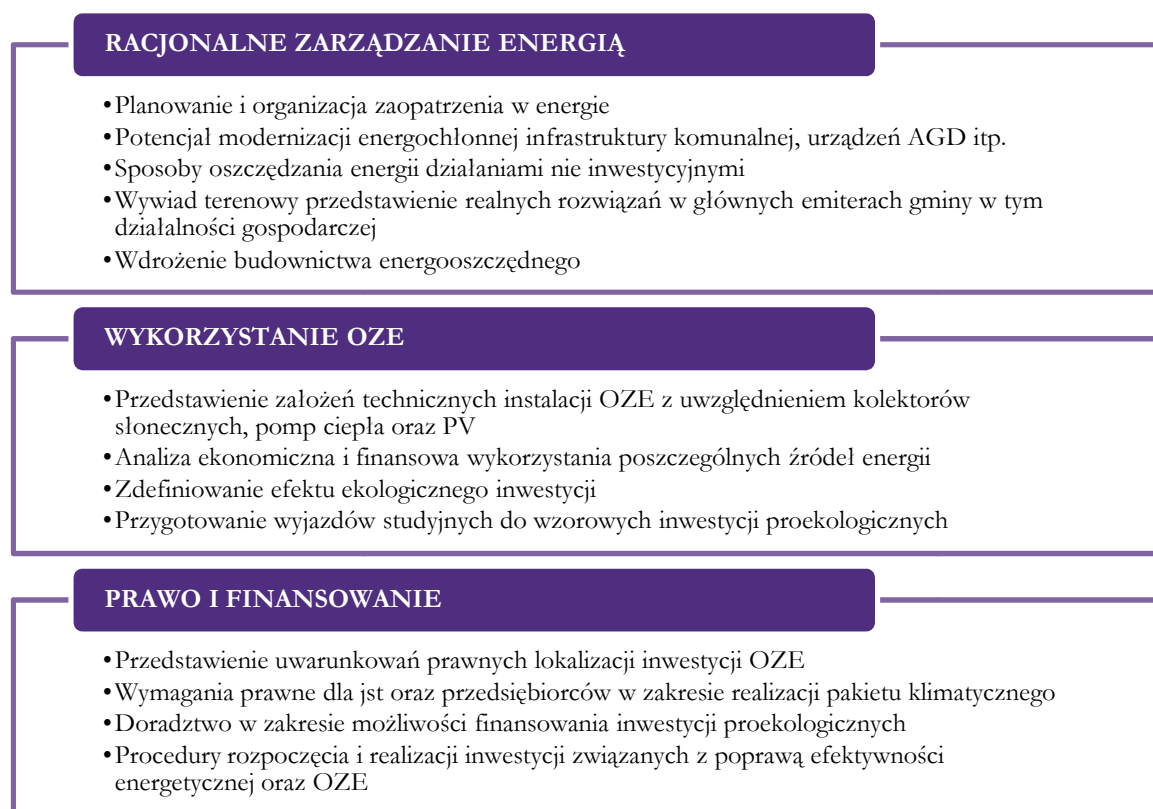 RACJONALNE ZARZĄDZANIE ENERGIĄ
•Planowanie i organizacja zaopatrzenia w energie
•Potencjał modernizacji energochłonnej infrastruktury komunalnej, urządzeń AGD itp.
•Sposoby oszczędzania energii działaniami nie inwestycyjnymi
•Wywiad terenowy przedstawienie realnych rozwiązań w głównych emiterach gminy w tym
działalności gospodarczej
•Wdrożenie budownictwa energooszczędnego
WYKORZYSTANIE OZE
•Przedstawienie założeń technicznych instalacji OZE z uwzględnieniem kolektorów
słonecznych, pomp ciepła oraz PV
•Analiza ekonomiczna i finansowa wykorzystania poszczególnych źródeł energii
•Zdefiniowanie efektu ekologicznego inwestycji
•Przygotowanie wyjazdów studyjnych do wzorowych inwestycji proekologicznych
PRAWO I FINANSOWANIE
•Przedstawienie uwarunkowań prawnych lokalizacji inwestycji OZE
•Wymagania prawne dla jst oraz przedsiębiorców w zakresie realizacji pakietu klimatycznego
•Doradztwo w zakresie możliwości finansowania inwestycji proekologicznych
•Procedury rozpoczęcia i realizacji inwestycji związanych z poprawą efektywności
energetycznej oraz OZE